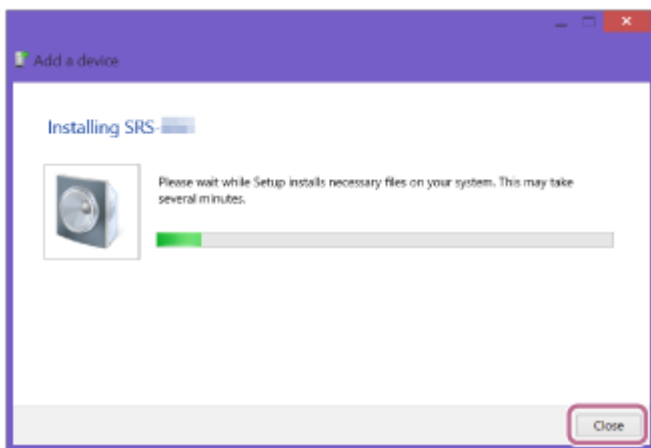 Add a device
Installing SRS-
Please wait while Setup installs necessary files on your system. This may take
several minutes.
Close